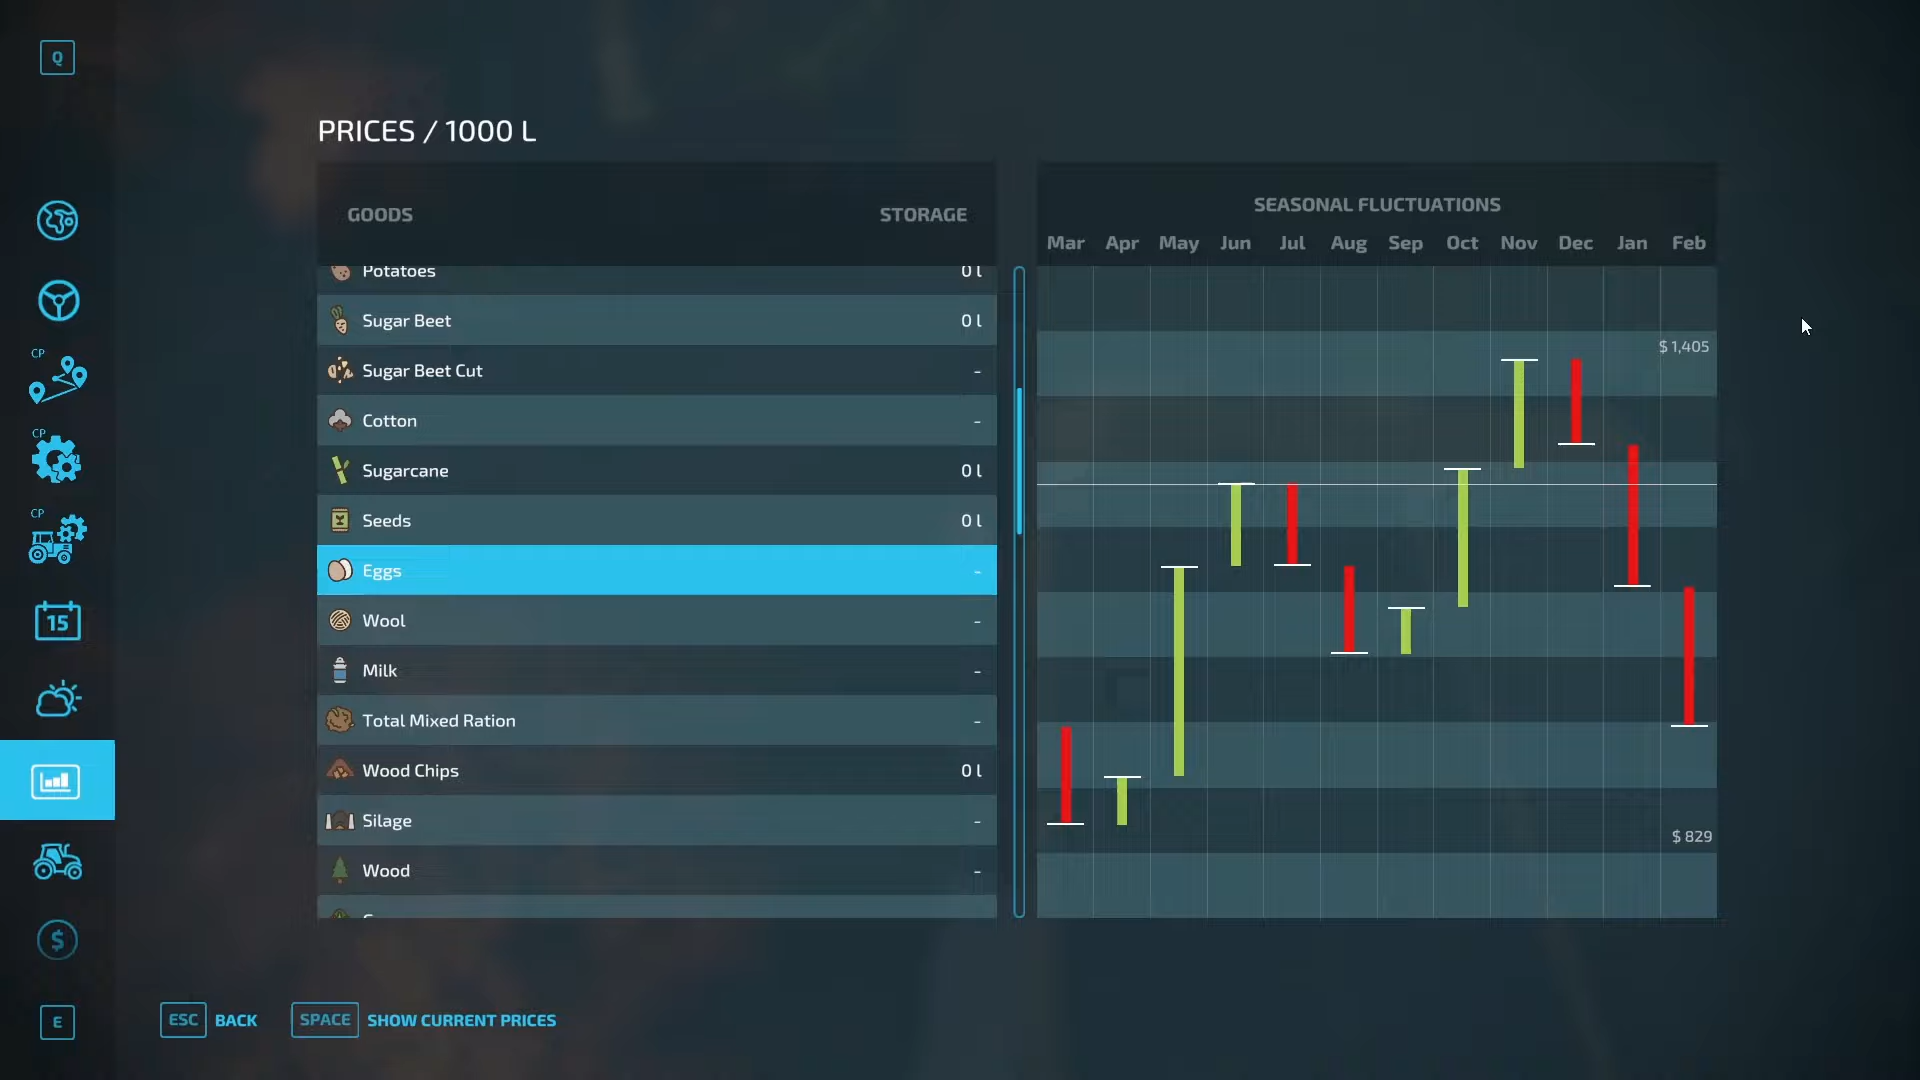 Q
PRICES / 1000 L
GOODS STORAGE
SEASONAL FLUCTUATIONS
Mar Apr May Jun Jul Aug Sep Oct Nov Dec Jan Feb
Potatoes 0 l
Sugar Beet 0 l
Sugar Beet Cut -
Cotton -
Sugarcane 0 l
Seeds 0 l
Eggs -
Wool -
Milk -
Total Mixed Ration -
Wood Chips 0 l
Silage -
Wood -
$ 1,405
$ 829
CP
CP
CP
15
$
E
ESC BACK SPACE SHOW CURRENT PRICES